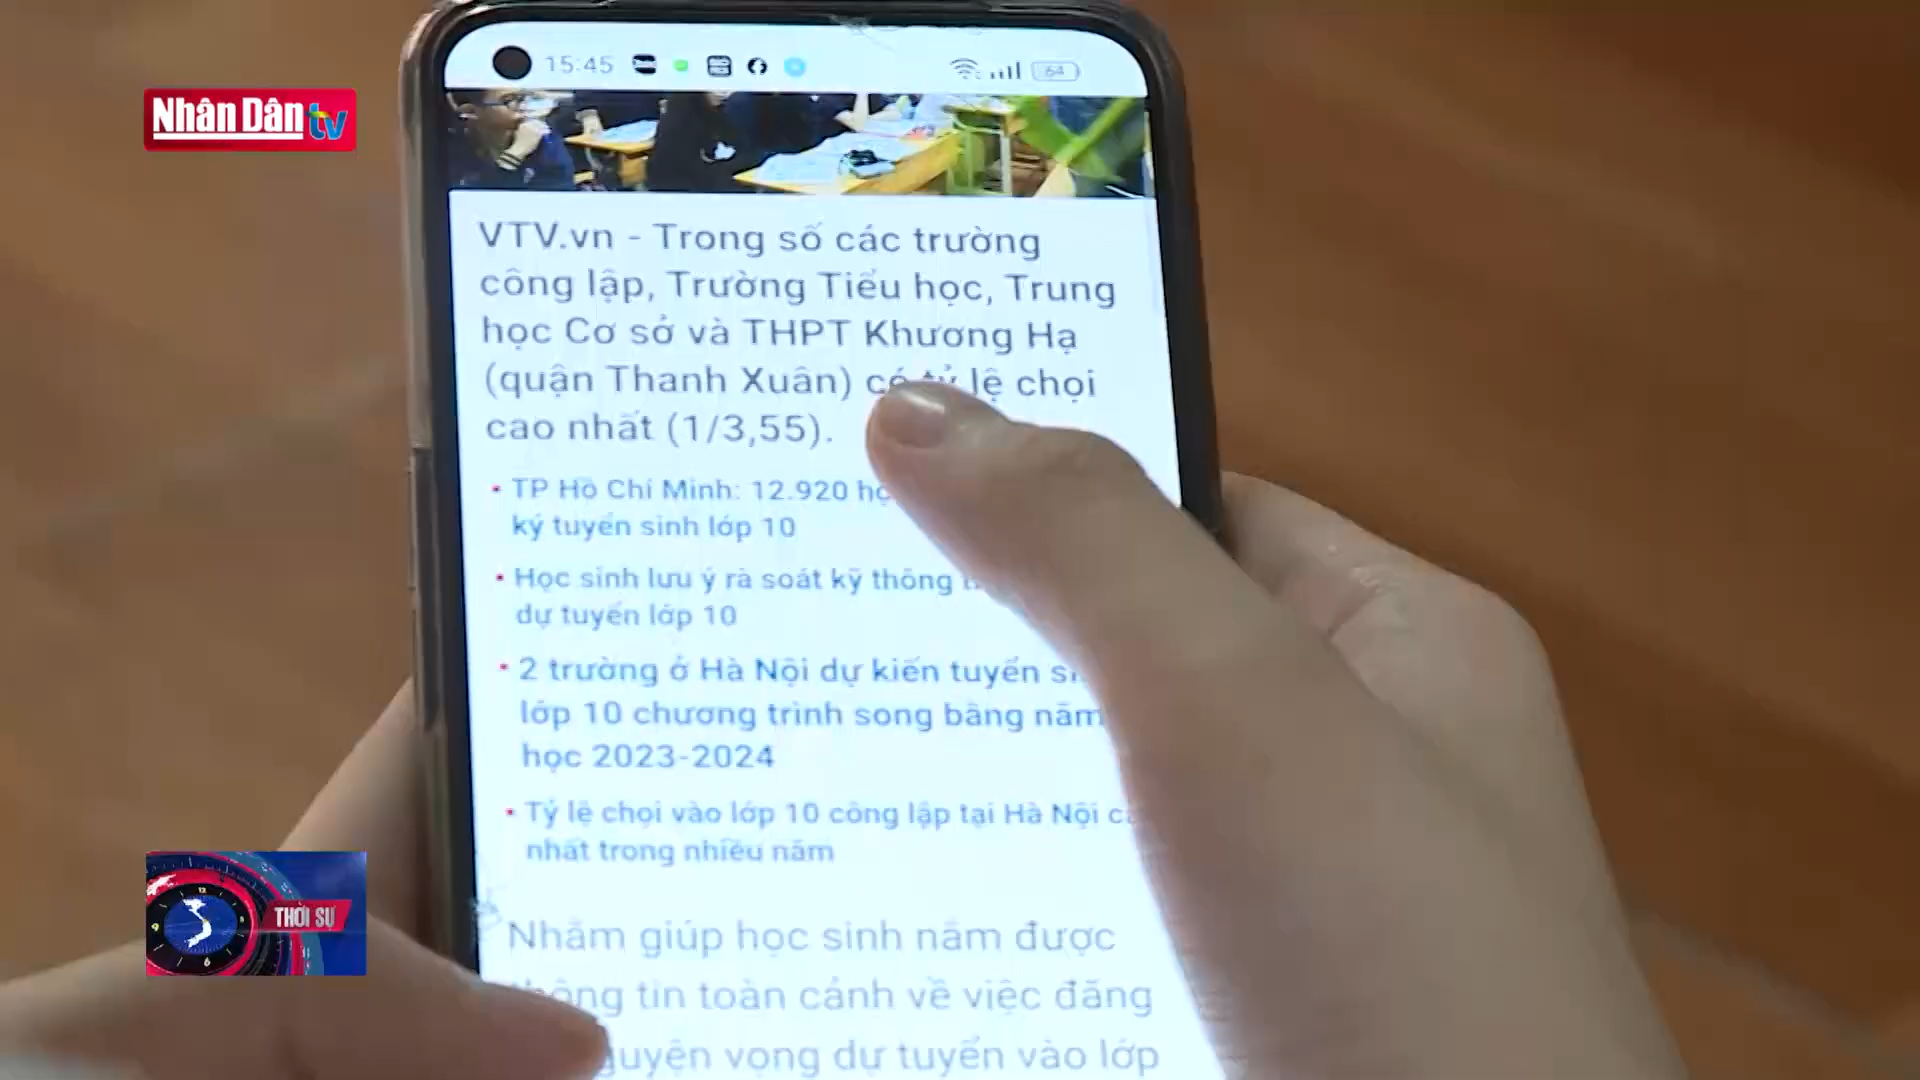 15:45
64
Nhân Dân tv
VTV.vn - Trong số các trường
công lập, Trường Tiểu học, Trung
học Cơ sở và THPT Khương Hạ
(quận Thanh Xuân) có tỷ lệ chọi
cao nhất (1/3,55).
TP Hồ Chí Minh: 12.920
ký tuyển sinh lớp 10
Học sinh lưu ý rà soát kỹ thông
dự tuyển lớp 10
2 trường ở Hà Nội dự kiến tuyển
lớp 10 chương trình song bằng năm
học 2023-2024
Tỷ lệ chọi vào lớp 10 công lập tại Hà Nội
nhất trong nhiều năm
THỜI SỰ
Nhằm giúp học sinh nắm được
tin toàn cảnh về việc đăng
vọng dự tuyển vào lớp